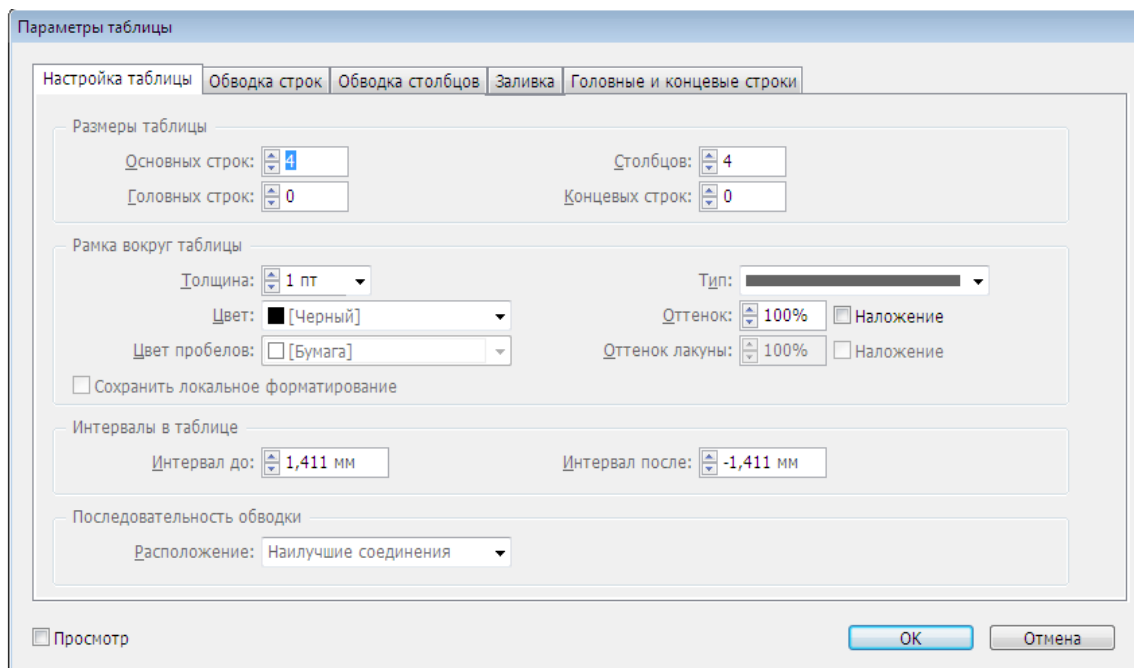 Параметры таблицы
Настройка таблицы Обводка строк Обводка столбцов Заливка Головные и концевые строки
Размеры таблицы
Основных строк: 4 Столбцов: 4
Головных строк: 0 Концевых строк: 0
Рамка вокруг таблицы
Толщина: 1 пт Тип:
Цвет: [Черный] Оттенок: 100% Наложение
Цвет пробелов: [Бумага] Оттенок лакуны: 100% Наложение
Сохранить локальное форматирование
Интервалы в таблице
Интервал до: 1,411 мм Интервал после: -1,411 мм
Последовательность обводки
Расположение: Наилучшие соединения
Просмотр OK Отмена